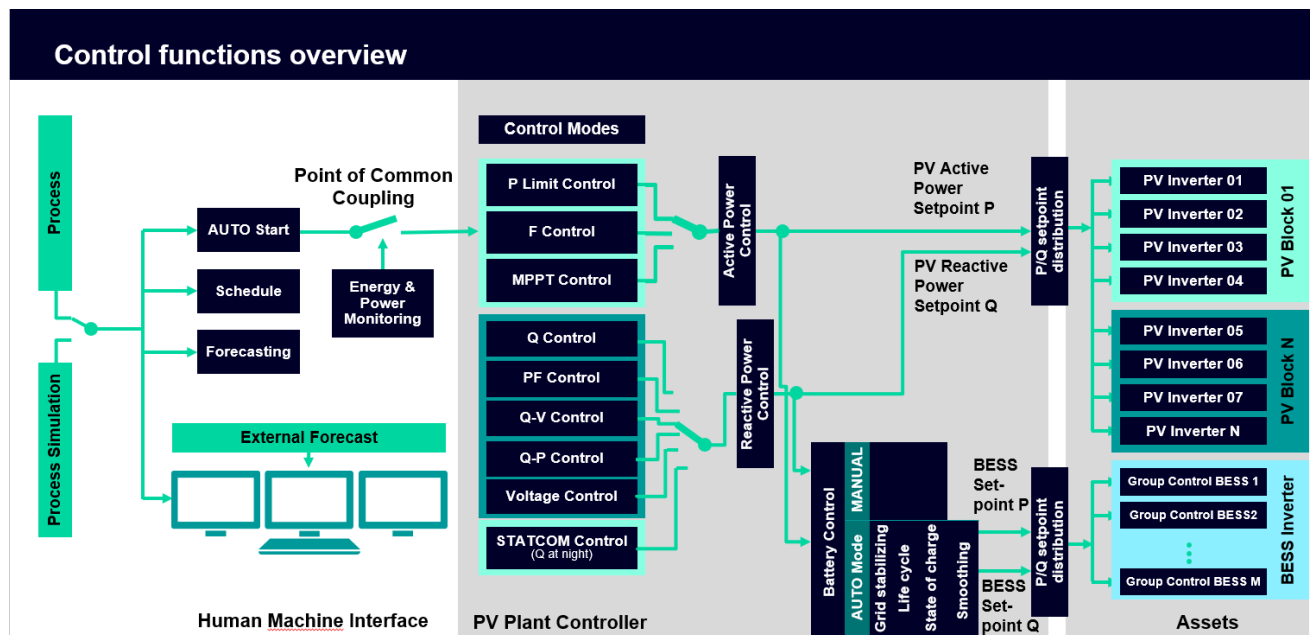 Control functions overview
Process
Process Simulation
AUTO Start
Schedule
Forecasting
Point of Common
Coupling
Energy &
Power
Monitoring
External Forecast
Human Machine Interface
Control Modes
P Limit Control
F Control
MPPT Control
Q Control
PF Control
Q-V Control
Q-P Control
Voltage Control
STATCOM Control
(Q at night)
PV Plant Controller
Active Power
Control
Reactive Power
Control
Battery Control
MANUAL
AUTO Mode
Grid stabilizing
Life cycle
State of charge
Smoothing
PV Active
Power
Setpoint P
PV Reactive
Power
Setpoint Q
BESS
Set-
point P
BESS
Set-
point Q
P/Q setpoint
distribution
P/Q setpoint
distribution
PV Inverter 01
PV Inverter 02
PV Inverter 03
PV Inverter 04
PV Block 01
PV Inverter 05
PV Inverter 06
PV Inverter 07
PV Inverter N
PV Block N
Group Control BESS 1
Group Control BESS2
Group Control BESS M
BESS Inverter
Assets